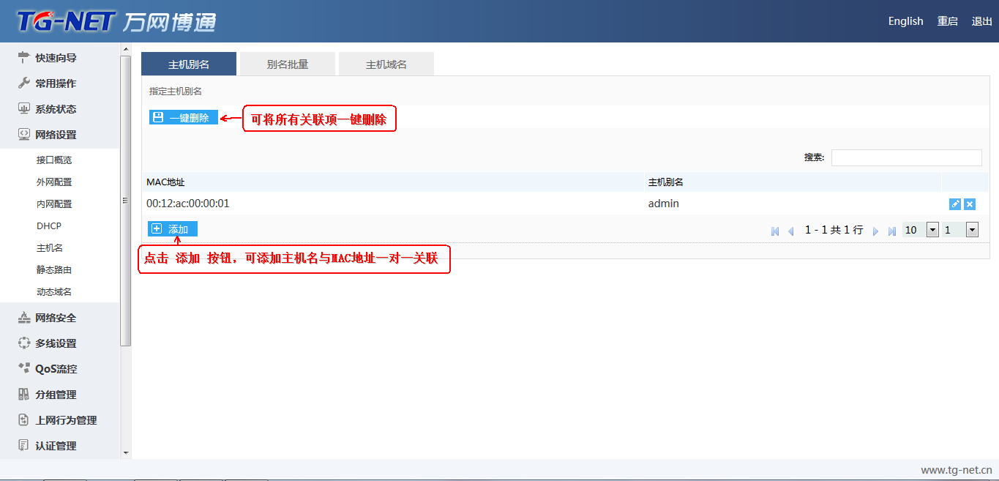 TG-NET 万网博通
English 重启 退出
快速向导
常用操作
系统状态
网络设置
接口概览
外网配置
内网配置
DHCP
主机名
静态路由
动态域名
网络安全
多线设置
QoS流控
分组管理
上网行为管理
认证管理
主机别名 别名批量 主机域名
指定主机别名
一键删除 可将所有关联项一键删除
搜索:
MAC地址 主机别名
00:12:ac:00:00:01 admin
添加 1 - 1 共 1 行 10 1
点击 添加 按钮，可添加主机名与MAC地址一对一关联
www.tg-net.cn